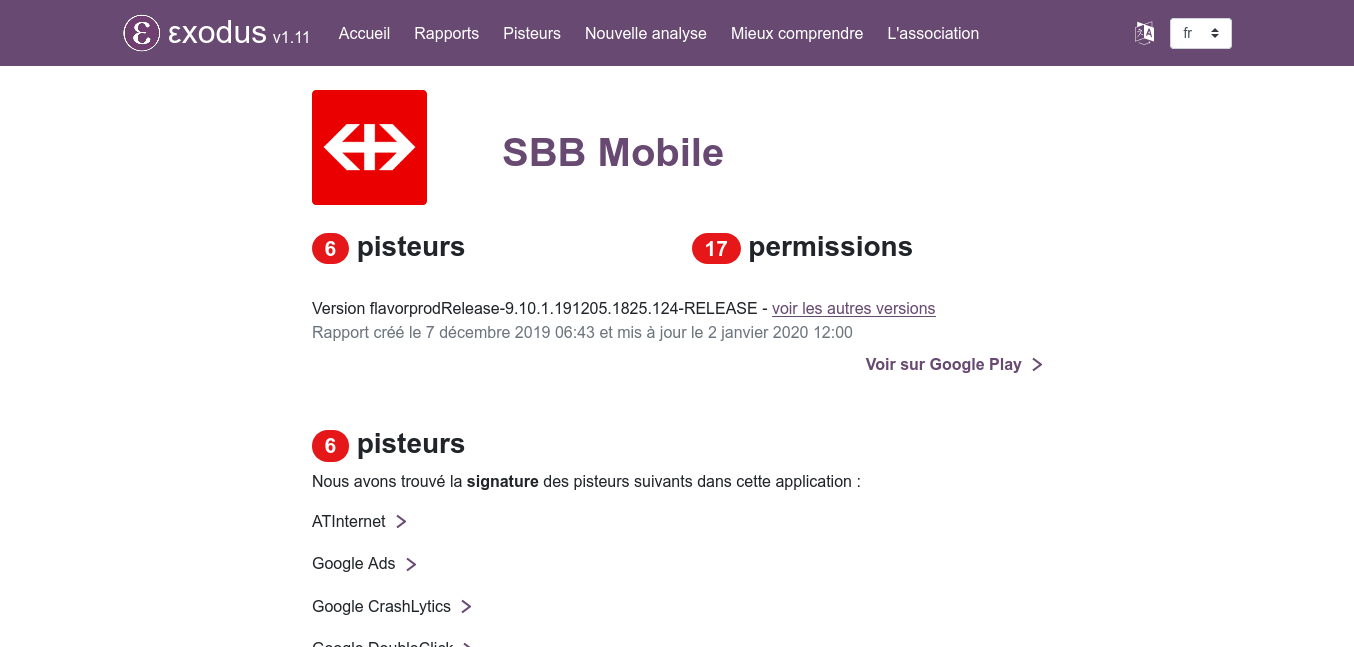 εxodus v1.11 Accueil Rapports Pisteurs Nouvelle analyse Mieux comprendre L'association fr
SBB Mobile
6 pisteurs 17 permissions
Version flavorprodRelease-9.10.1.191205.1825.124-RELEASE - voir les autres versions
Rapport créé le 7 décembre 2019 06:43 et mis à jour le 2 janvier 2020 12:00
Voir sur Google Play
6 pisteurs
Nous avons trouvé la signature des pisteurs suivants dans cette application :
ATInternet
Google Ads
Google CrashLytics
Google DoubleClick